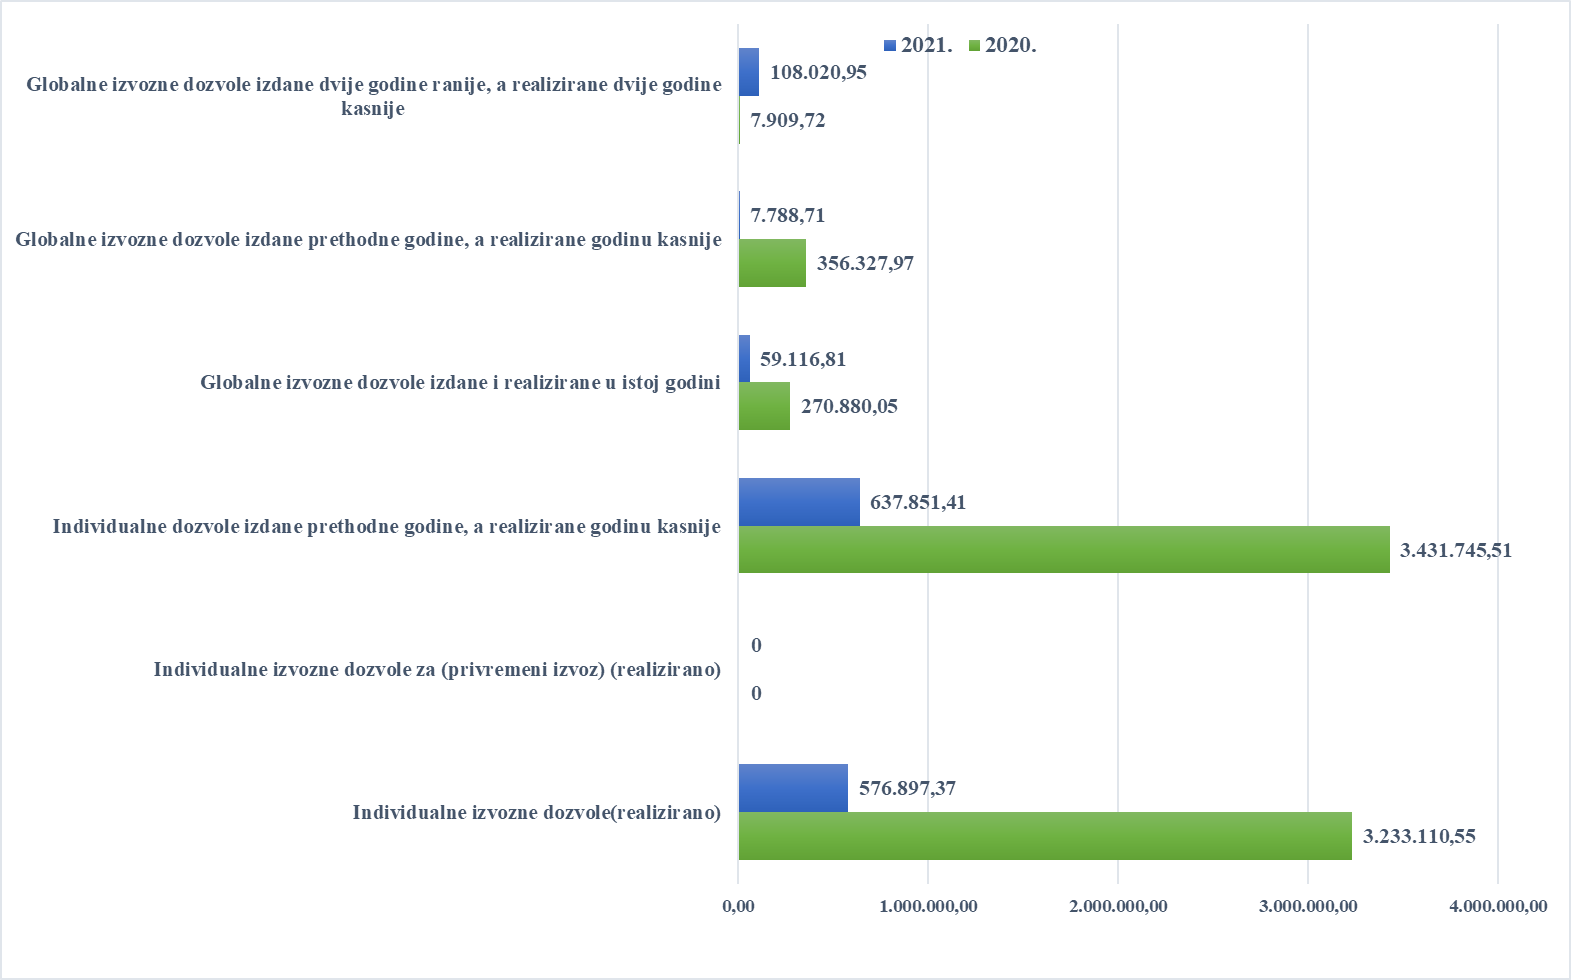 2021. 2020.
Globalne izvozne dozvole izdane dvije godine ranije, a realizirane dvije godine
kasnije
108.020,95
7.909,72
Globalne izvozne dozvole izdane prethodne godine, a realizirane godinu kasnije
7.788,71
356.327,97
Globalne izvozne dozvole izdane i realizirane u istoj godini
59.116,81
270.880,05
Individualne dozvole izdane prethodne godine, a realizirane godinu kasnije
637.851,41
3.431.745,51
Individualne izvozne dozvole za (privremeni izvoz) (realizirano)
0
0
Individualne izvozne dozvole(realizirano)
576.897,37
3.233.110,55
0,00 1.000.000,00 2.000.000,00 3.000.000,00 4.000.000,00